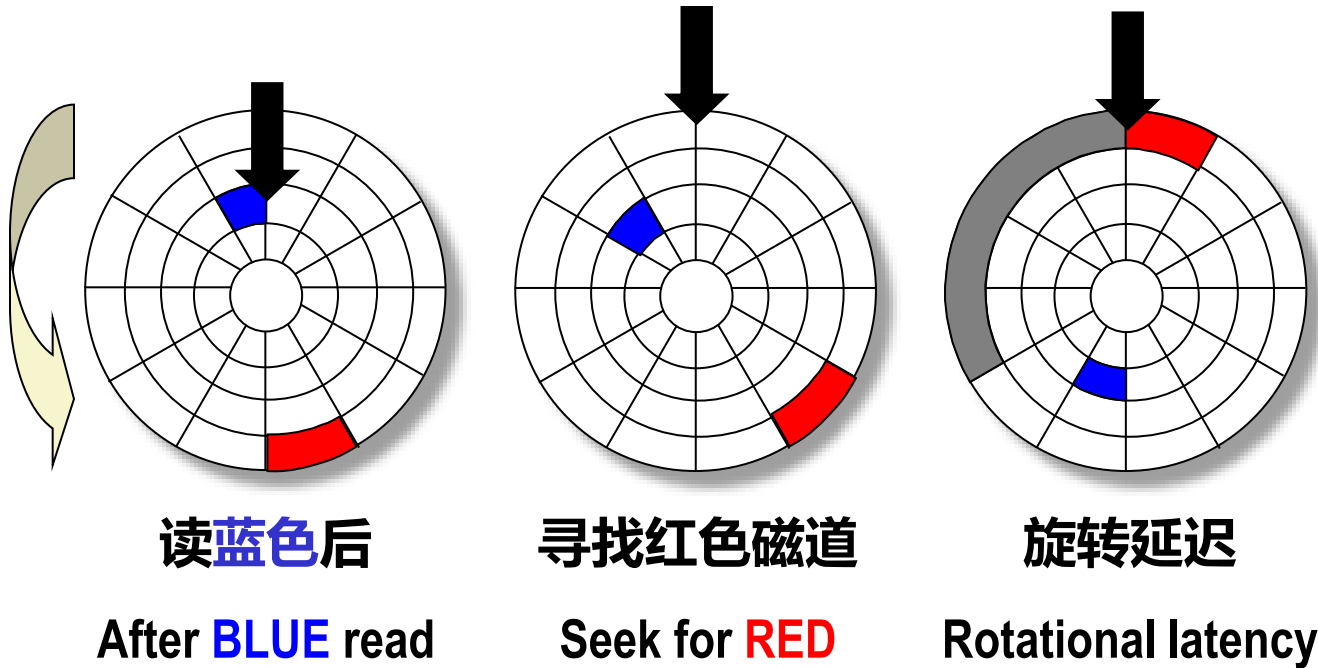 读蓝色后
寻找红色磁道
旋转延迟
After BLUE read
Seek for RED
Rotational latency